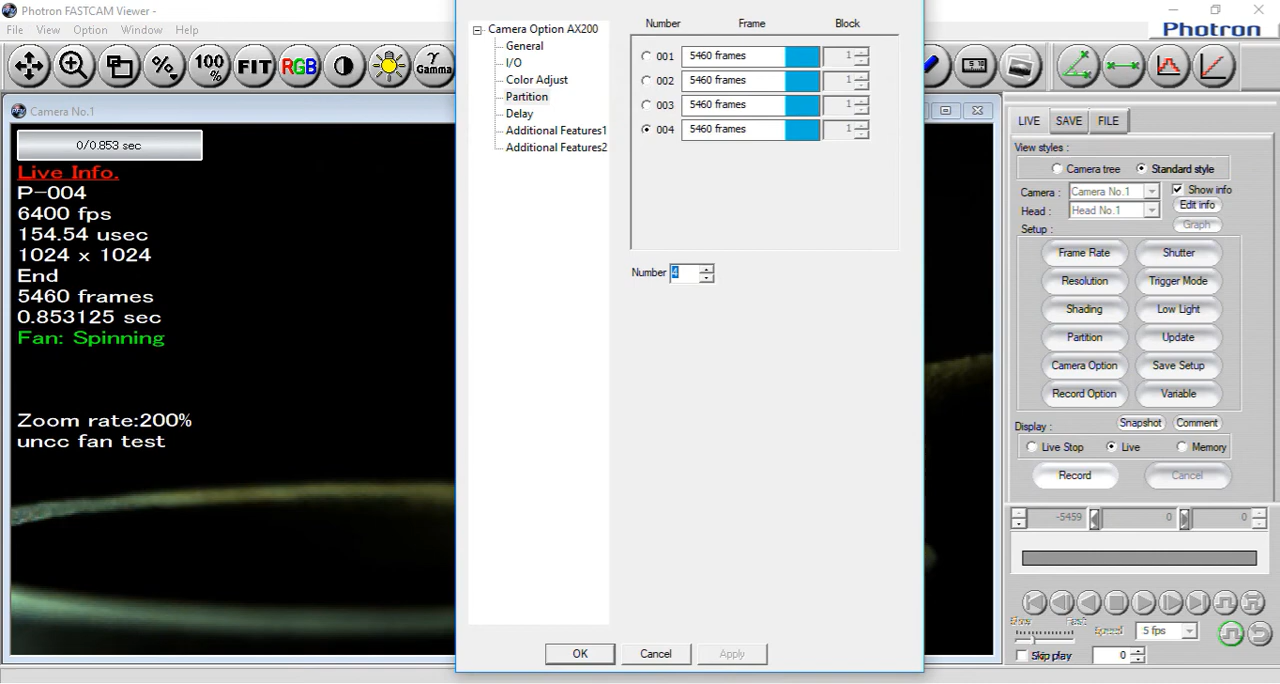 Photron FASTCAM Viewer -
File View Option Window Help
Photron
% 100% FIT RGB Gamma
Camera No.1
0/0.853 sec
Live Info.
P-004
6400 fps
154.54 usec
1024 x 1024
End
5460 frames
0.853125 sec
Fan: Spinning
Zoom rate:200%
uncc fan test
Camera Option AX200
General
I/O
Color Adjust
Partition
Delay
Additional Features1
Additional Features2
Number Frame Block
001 5460 frames 1
002 5460 frames 1
003 5460 frames 1
004 5460 frames 1
Number 4
OK Cancel Apply
LIVE SAVE FILE
View styles :
Camera tree Standard style
Camera : Camera No.1 Show info
Head : Head No.1 Edit info
Graph
Setup :
Frame Rate Shutter
Resolution Trigger Mode
Shading Low Light
Partition Update
Camera Option Save Setup
Record Option Variable
Snapshot Comment
Display :
Live Stop Live Memory
Record Cancel
-5459 0 0
Slow Fast Speed 5 fps
Skip play 0